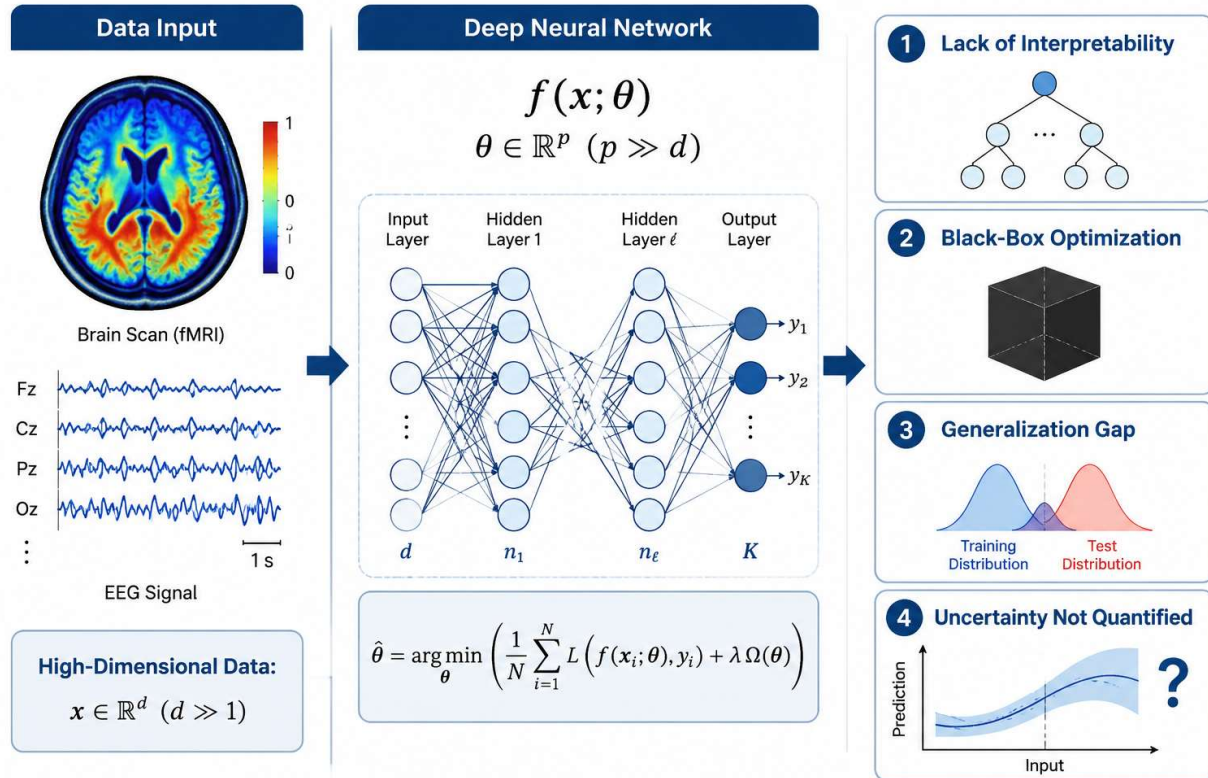 Data Input
1
0
0
Brain Scan (fMRI)
Fz
Cz
Pz
Oz
⋮
1 s
EEG Signal
High-Dimensional Data:
x ∈ ℝ^d (d ≫ 1)
Deep Neural Network
f(x; θ)
θ ∈ ℝ^p (p ≫ d)
Input Layer
Hidden Layer 1
Hidden Layer ℓ
Output Layer
y_1
y_2
y_K
d
n_1
n_ℓ
K
θ̂ = arg min_θ ( 1/N ∑_{i=1}^{N} L ( f(x_i; θ), y_i ) + λ Ω(θ) )
1 Lack of Interpretability
...
2 Black-Box Optimization
3 Generalization Gap
Training Distribution
Test Distribution
4 Uncertainty Not Quantified
Prediction
?
Input